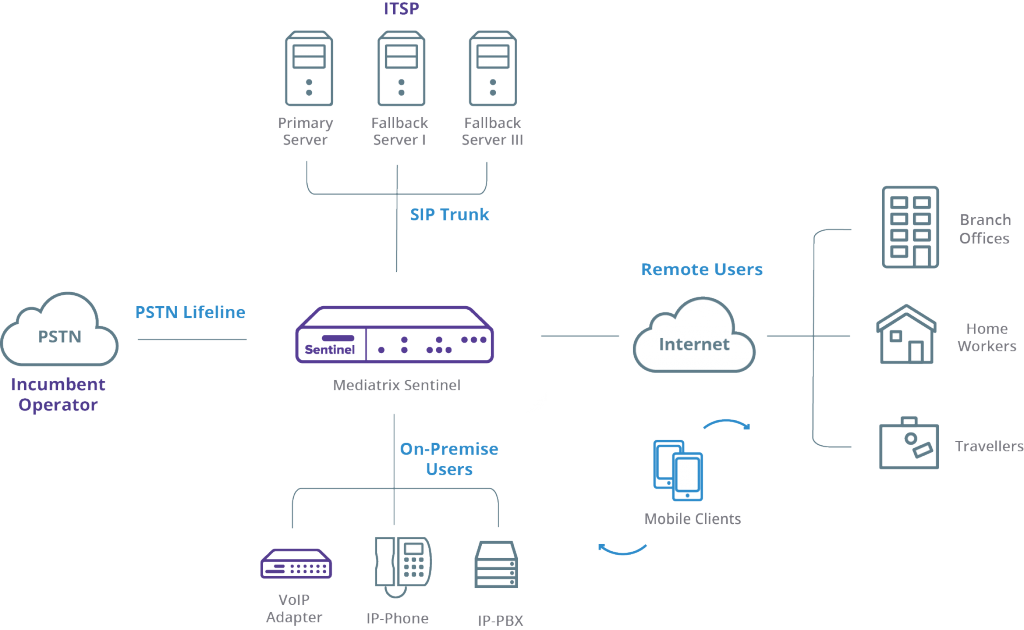 ITSP
Primary
Server
Fallback
Server I
Fallback
Server III
SIP Trunk
PSTN
Incumbent
Operator
PSTN Lifeline
Sentinel
Mediatrix Sentinel
Remote Users
Internet
Branch
Offices
Home
Workers
Travellers
On-Premise
Users
Mobile Clients
VoIP
Adapter
IP-Phone
IP-PBX